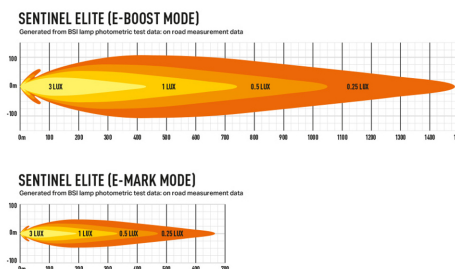 SENTINEL ELITE (E-BOOST MODE)
Generated from BSI lamp photometric test data: on road measurement data
100
0m
-100
3 LUX 1 LUX 0.5 LUX 0.25 LUX
0m 100 200 300 400 500 600 700 800 900 1000 1100 1200 1300 1400
SENTINEL ELITE (E-MARK MODE)
Generated from BSI lamp photometric test data: on road measurement data
100
0m
-100
3 LUX 1 LUX 0.5 LUX 0.25 LUX
0m 100 200 300 400 500 600 700